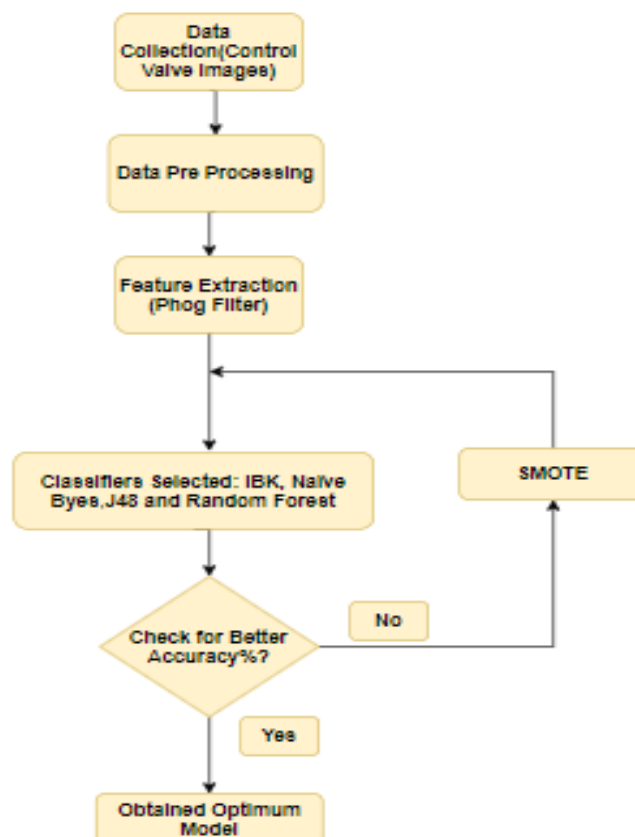 Data
Collection(Control
Valve Images)
Data Pre Processing
Feature Extraction
(Phog Filter)
Classifiers Selected: IBK, Naïve
Byes,J48 and Random Forest
SMOTE
Check for Better
Accuracy%?
No
Yes
Obtained Optimum
Model